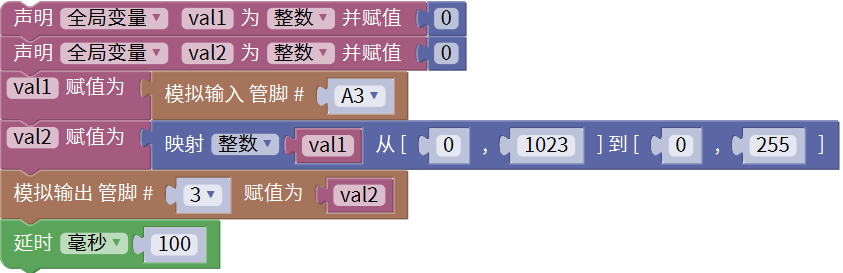 声明 全局变量 val1 为 整数 并赋值 0
声明 全局变量 val2 为 整数 并赋值 0
val1 赋值为 模拟输入 管脚 # A3
val2 赋值为 映射 整数 val1 从 [ 0 , 1023 ] 到 [ 0 , 255 ]
模拟输出 管脚 # 3 赋值为 val2
延时 毫秒 100